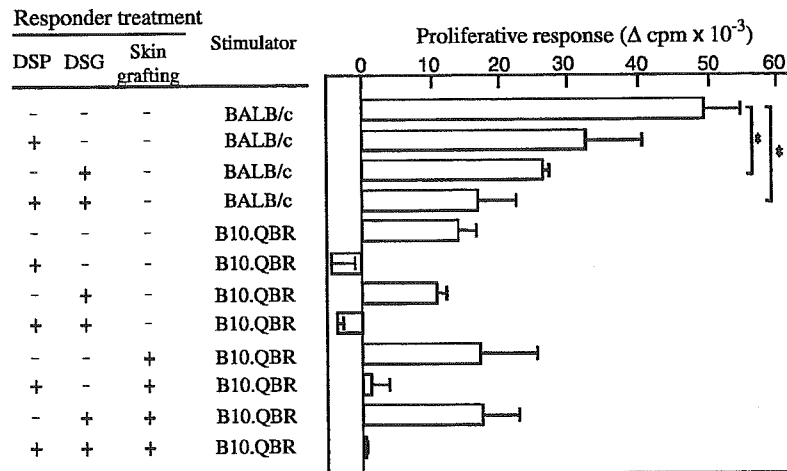 Responder treatment
DSP DSG Skin grafting Stimulator
Proliferative response (Δ cpm x 10⁻³)
0 10 20 30 40 50 60
- - - BALB/c
+ - - BALB/c
- + - BALB/c
+ + - BALB/c
- - - B10.QBR
+ - - B10.QBR
- + - B10.QBR
+ + - B10.QBR
- - + B10.QBR
+ - + B10.QBR
- + + B10.QBR
+ + + B10.QBR
*
*